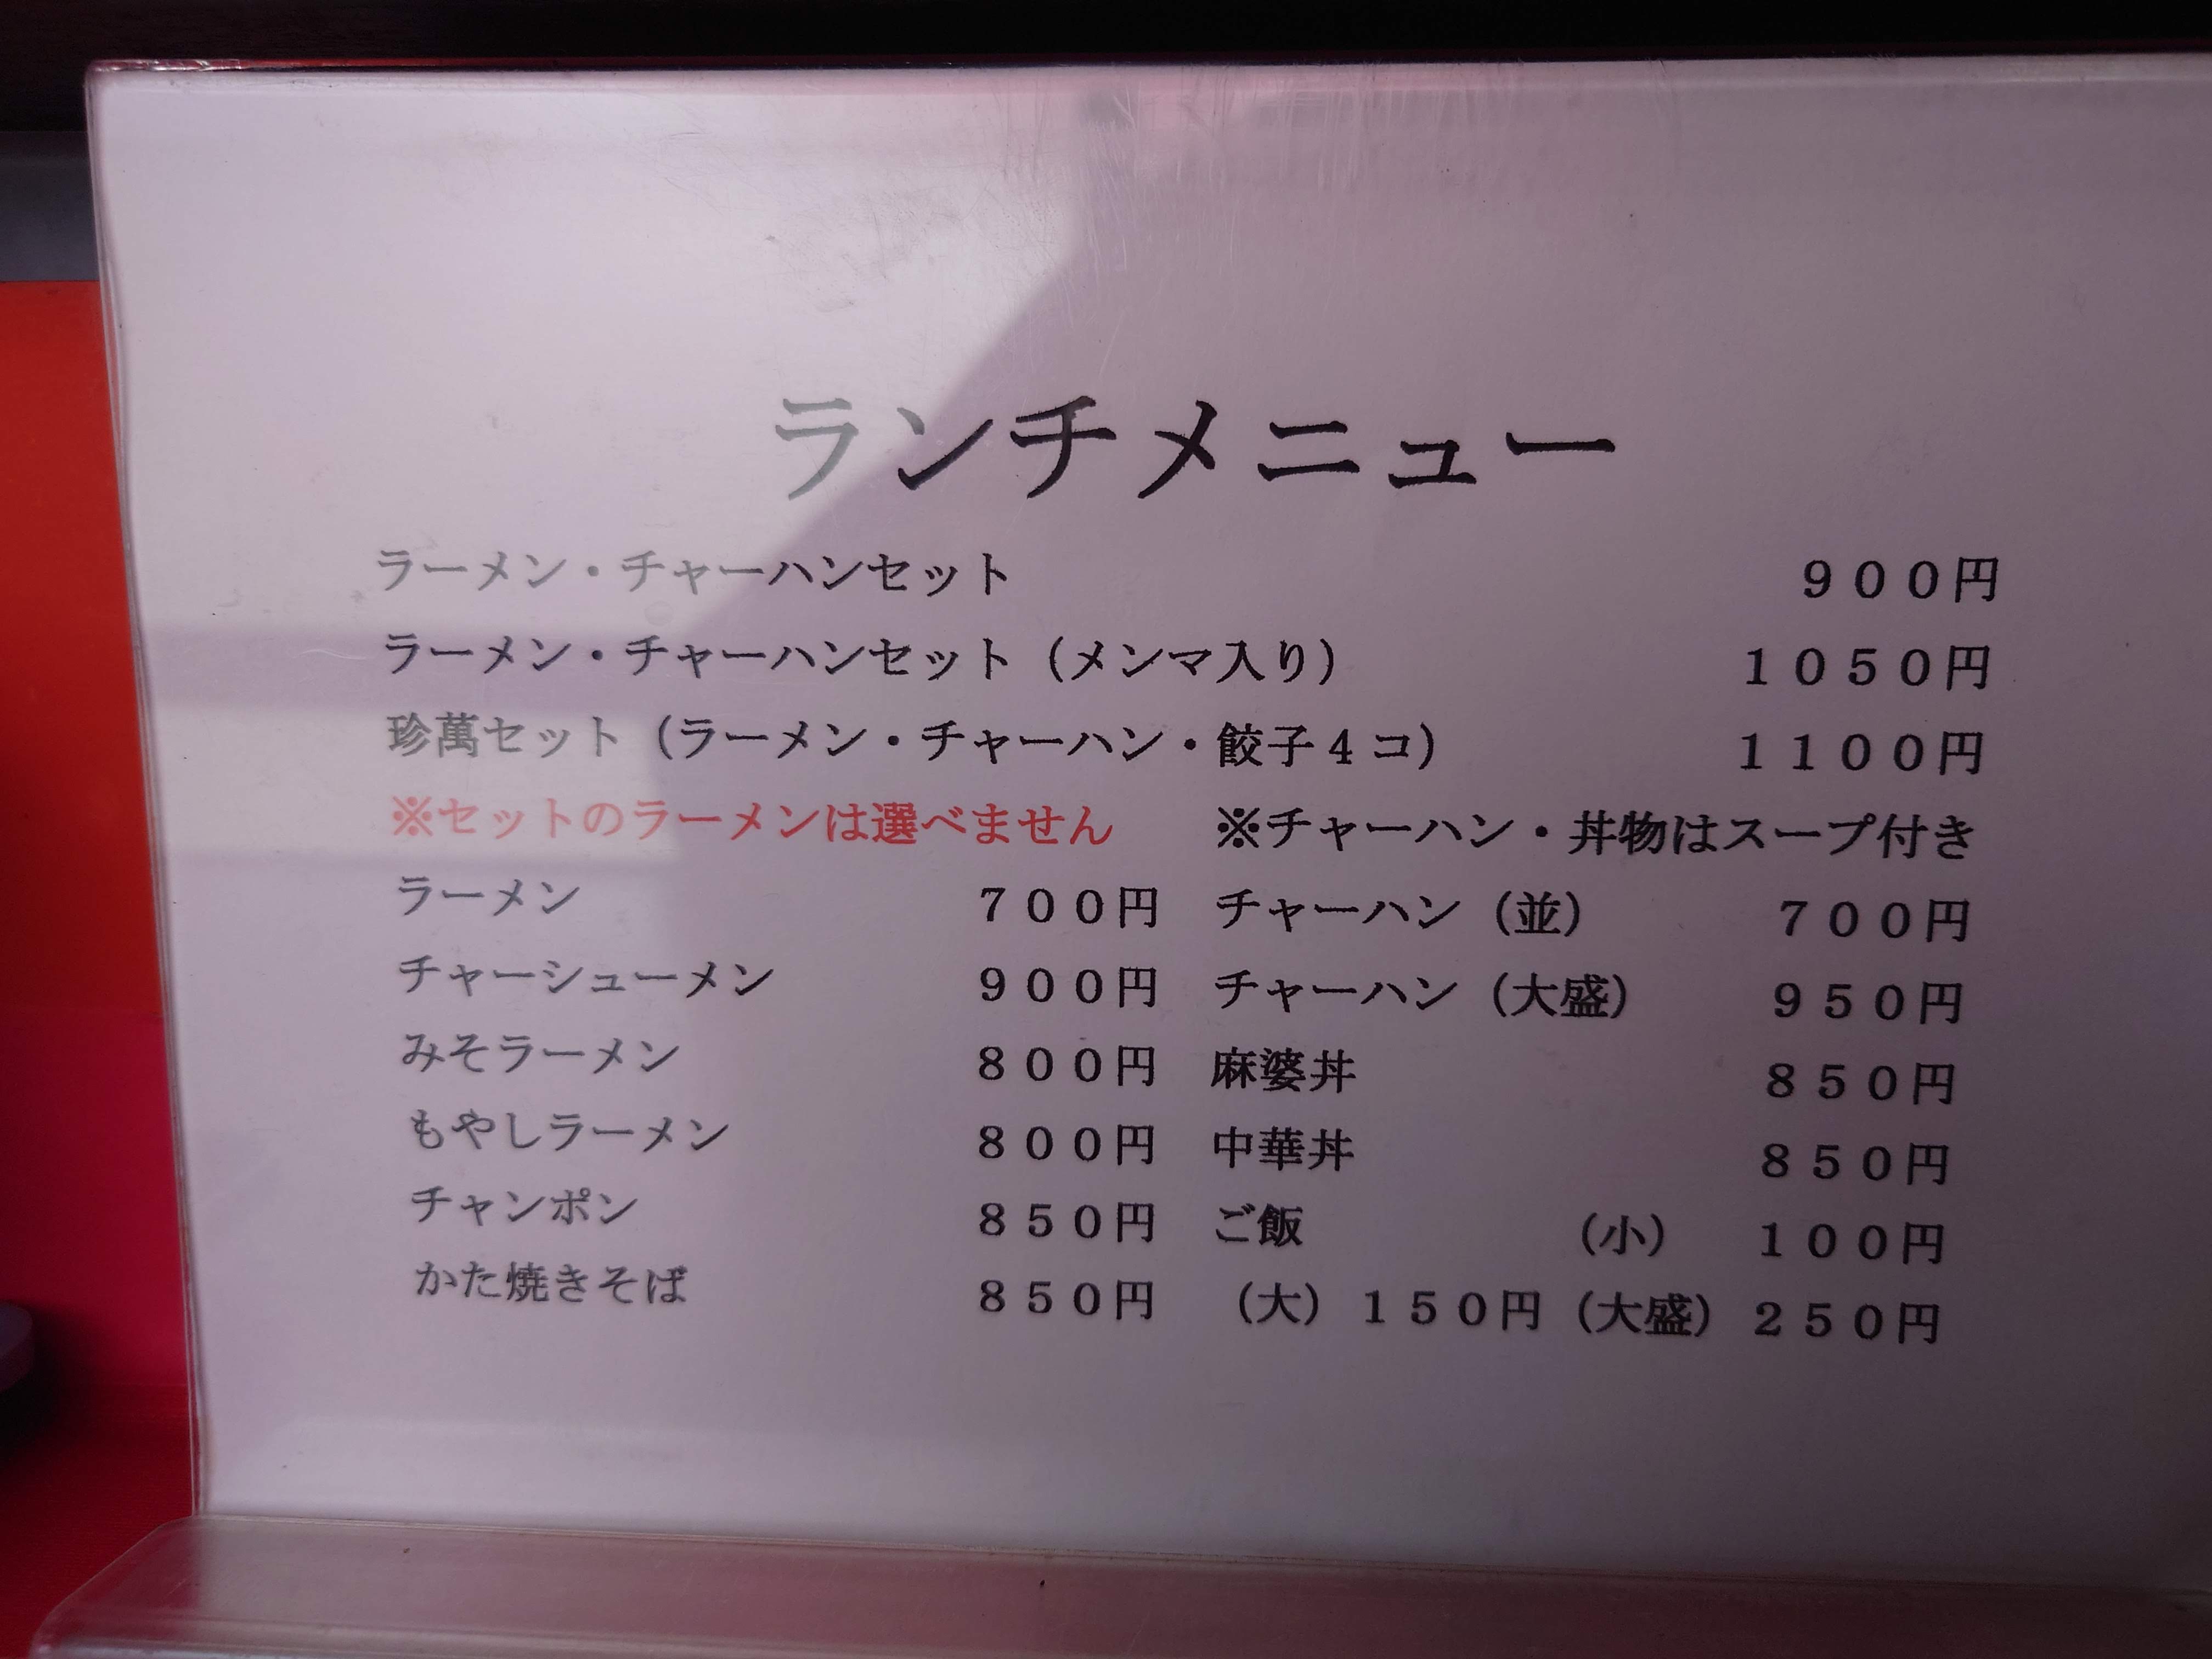 ランチメニュー
ラーメン・チャーハンセット　９００円
ラーメン・チャーハンセット（メンマ入り）　１０５０円
珍萬セット（ラーメン・チャーハン・餃子４コ）　１１００円
※セットのラーメンは選べません　※チャーハン・丼物はスープ付き
ラーメン　７００円　チャーハン（並）　７００円
チャーシューメン　９００円　チャーハン（大盛）　９５０円
みそラーメン　８００円　麻婆丼　８５０円
もやしラーメン　８００円　中華丼　８５０円
チャンポン　８５０円　ご飯　（小）　１００円
かた焼きそば　８５０円　（大）１５０円（大盛）２５０円